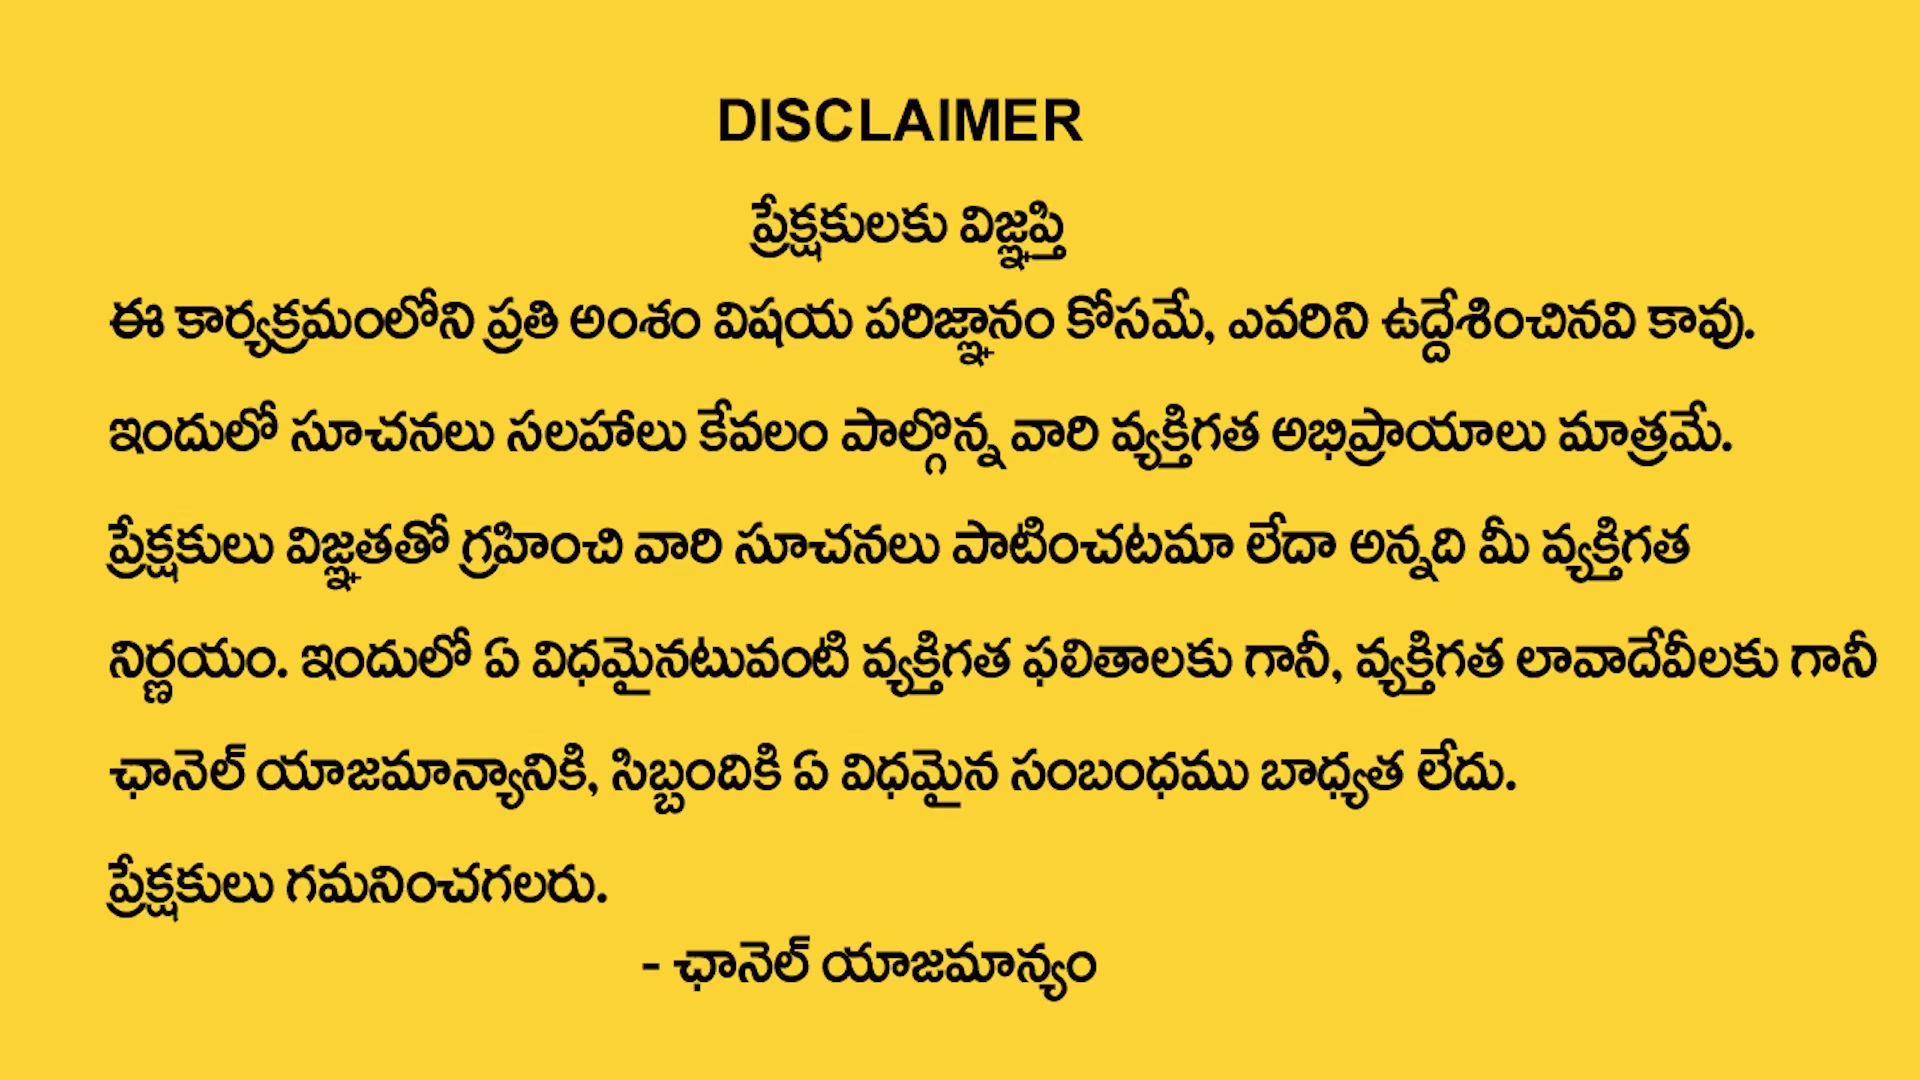 DISCLAIMER
ప్రేక్షకులకు విజ్ఞప్తి
ఈ కార్యక్రమంలోని ప్రతి అంశం విషయ పరిజ్ఞానం కోసమే, ఎవరిని ఉద్దేశించినవి కావు.
ఇందులో సూచనలు సలహాలు కేవలం పాల్గొన్న వారి వ్యక్తిగత అభిప్రాయాలు మాత్రమే.
ప్రేక్షకులు విజ్ఞతతో గ్రహించి వారి సూచనలు పాటించటమా లేదా అన్నది మీ వ్యక్తిగత
నిర్ణయం. ఇందులో ఏ విధమైనటువంటి వ్యక్తిగత ఫలితాలకు గానీ, వ్యక్తిగత లావాదేవీలకు గానీ
ఛానెల్ యాజమాన్యానికి, సిబ్బందికి ఏ విధమైన సంబంధము బాధ్యత లేదు.
ప్రేక్షకులు గమనించగలరు.
- ఛానెల్ యాజమాన్యం